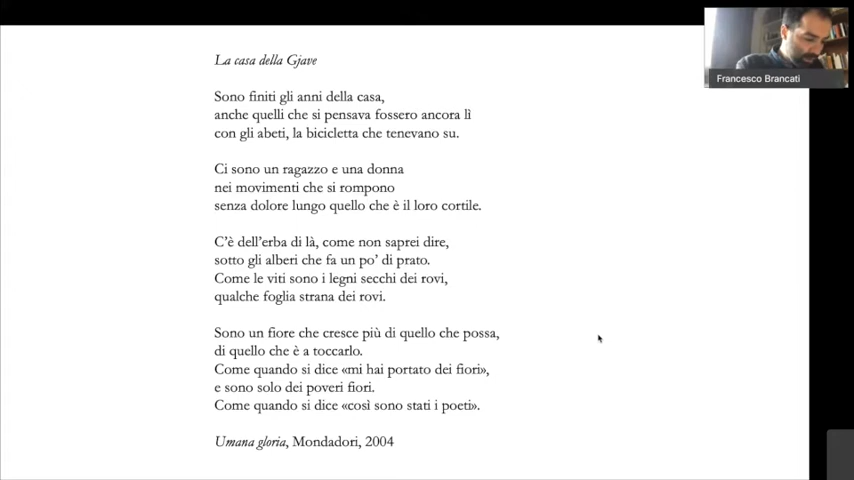 Francesco Brancati
La casa della Gjave
Sono finiti gli anni della casa,
anche quelli che si pensava fossero ancora lì
con gli abeti, la bicicletta che tenevano su.
Ci sono un ragazzo e una donna
nei movimenti che si rompono
senza dolore lungo quello che è il loro cortile.
C'è dell'erba di là, come non saprei dire,
sotto gli alberi che fa un po' di prato.
Come le viti sono i legni secchi dei rovi,
qualche foglia strana dei rovi.
Sono un fiore che cresce più di quello che possa,
di quello che è a toccarlo.
Come quando si dice «mi hai portato dei fiori»,
e sono solo dei poveri fiori.
Come quando si dice «così sono stati i poeti».
Umana gloria, Mondadori, 2004